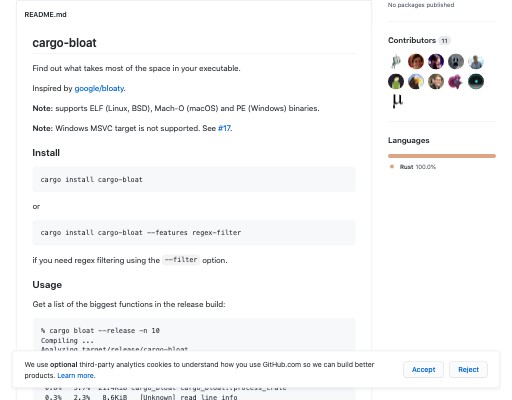 README.md
cargo-bloat
Find out what takes most of the space in your executable.
Inspired by google/bloaty.
Note: supports ELF (Linux, BSD), Mach-O (macOS) and PE (Windows) binaries.
Note: Windows MSVC target is not supported. See #17.
Install
cargo install cargo-bloat
or
cargo install cargo-bloat --features regex-filter
if you need regex filtering using the --filter option.
Usage
Get a list of the biggest functions in the release build:
% cargo bloat --release -n 10
Compiling ...
Analyzing target/release/cargo-bloat
We use optional third-party analytics cookies to understand how you use GitHub.com so we can build better
products. Learn more.
Accept
Reject
0.3% 2.3% 8.6KiB [Unknown] read_line_info
No packages published
Contributors 11
Languages
Rust 100.0%